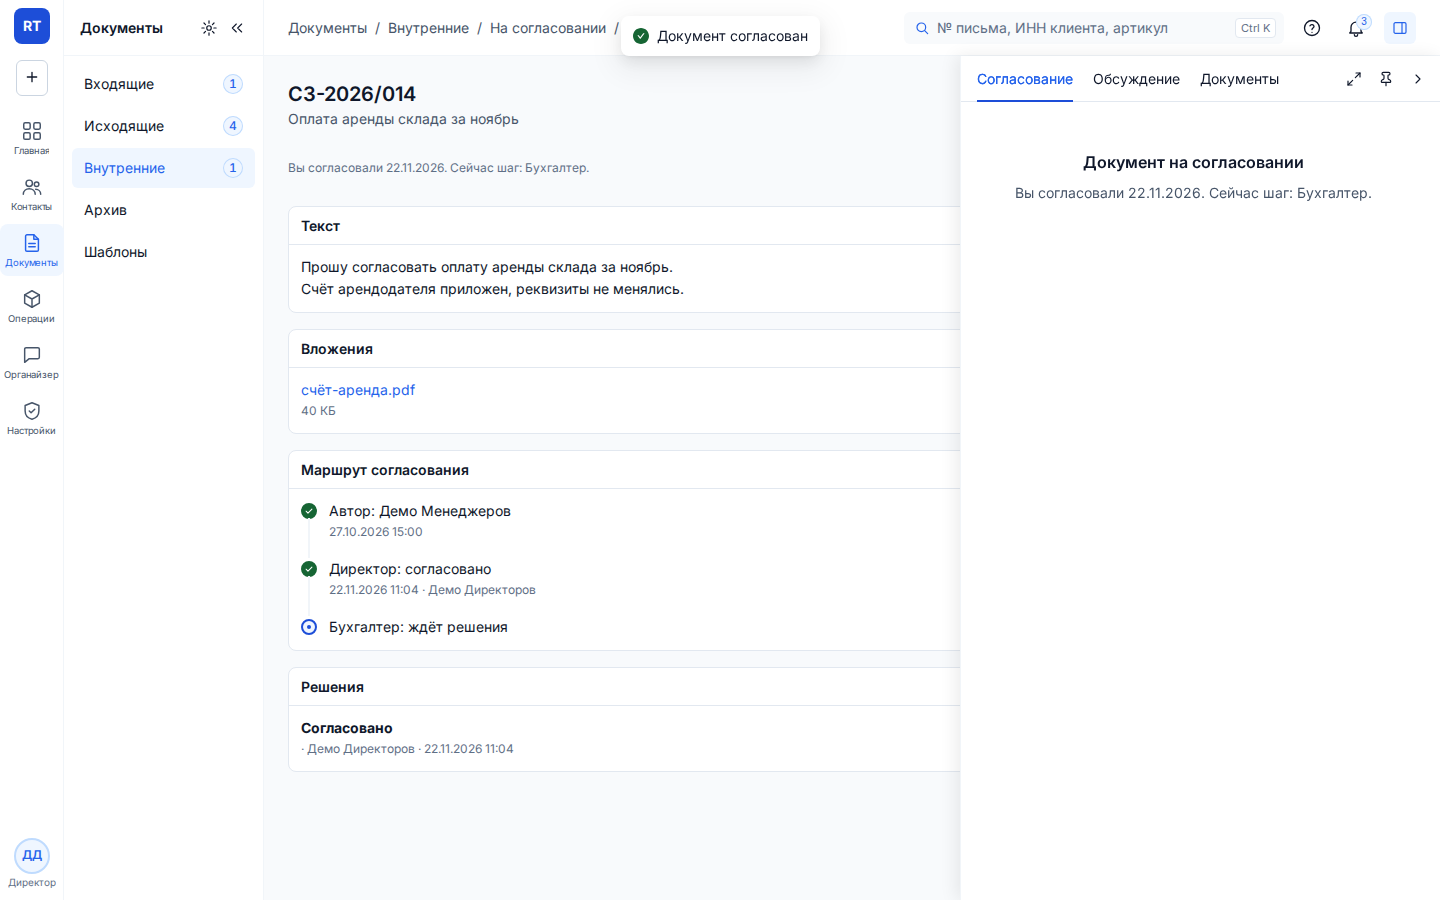 RT
Главная
Контакты
Документы
Операции
Органайзер
Настройки
ДД
Директор
Документы
Входящие 1
Исходящие 4
Внутренние 1
Архив
Шаблоны
Документы / Внутренние / На согласовании /
Документ согласован
№ письма, ИНН клиента, артикул Ctrl K
3
СЗ-2026/014
Оплата аренды склада за ноябрь
Вы согласовали 22.11.2026. Сейчас шаг: Бухгалтер.
Текст
Прошу согласовать оплату аренды склада за ноябрь.
Счёт арендодателя приложен, реквизиты не менялись.
Вложения
счёт-аренда.pdf
40 КБ
Маршрут согласования
Автор: Демо Менеджеров
27.10.2026 15:00
Директор: согласовано
22.11.2026 11:04 · Демо Директоров
Бухгалтер: ждёт решения
Решения
Согласовано
· Демо Директоров · 22.11.2026 11:04
Согласование Обсуждение Документы
Документ на согласовании
Вы согласовали 22.11.2026. Сейчас шаг: Бухгалтер.